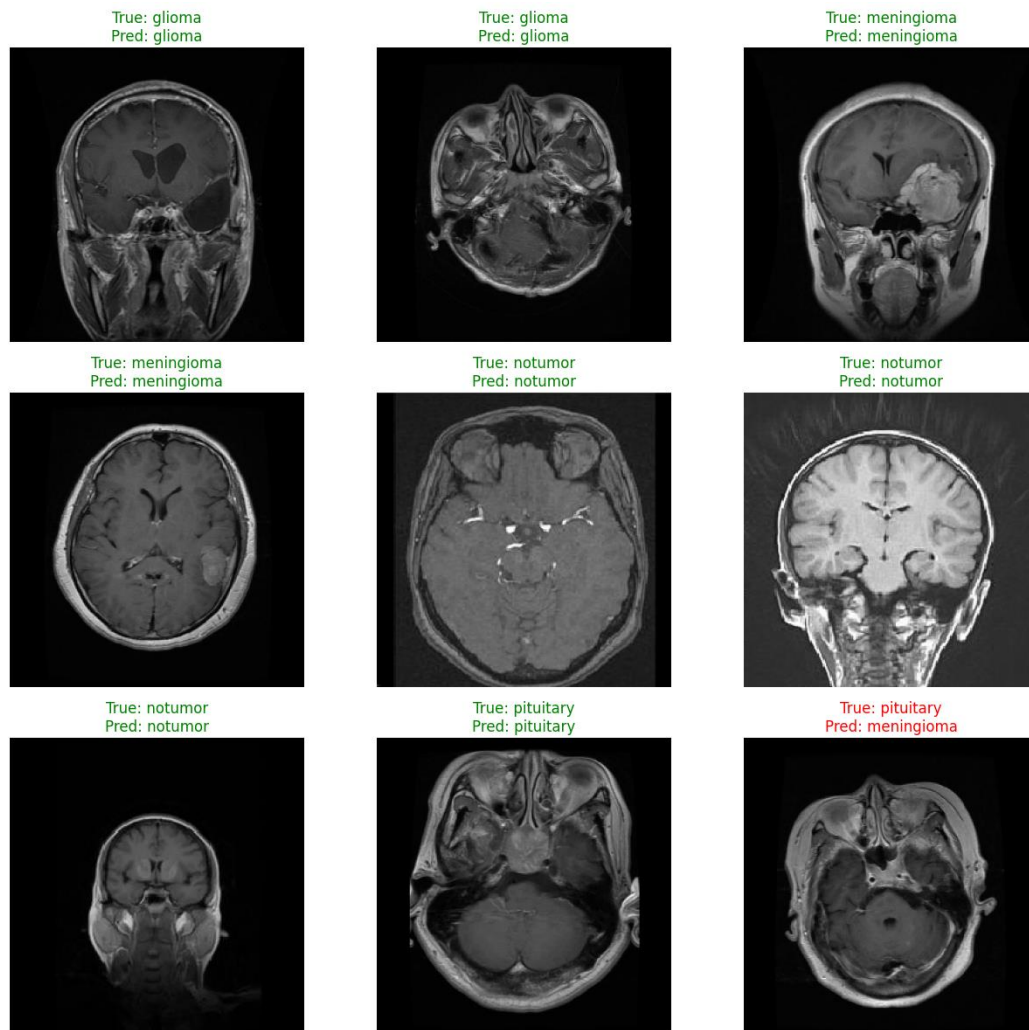 True: glioma
Pred: glioma
True: glioma
Pred: glioma
True: meningioma
Pred: meningioma
True: meningioma
Pred: meningioma
True: notumor
Pred: notumor
True: notumor
Pred: notumor
True: notumor
Pred: notumor
True: pituitary
Pred: pituitary
True: pituitary
Pred: meningioma